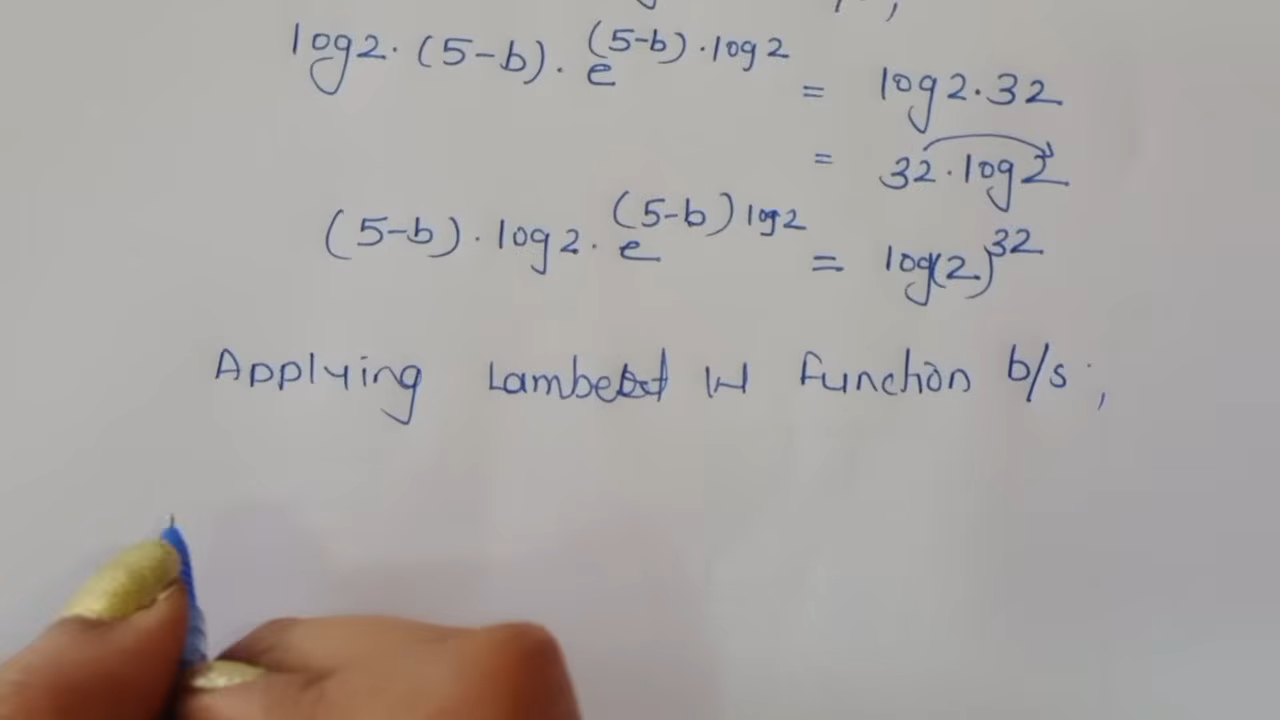 log2·(5-b)·e^(5-b)·log2 = log2·32
= 32·log2
(5-b)·log2·e^(5-b)log2 = log(2)^32
Applying Lambert W function b/s;